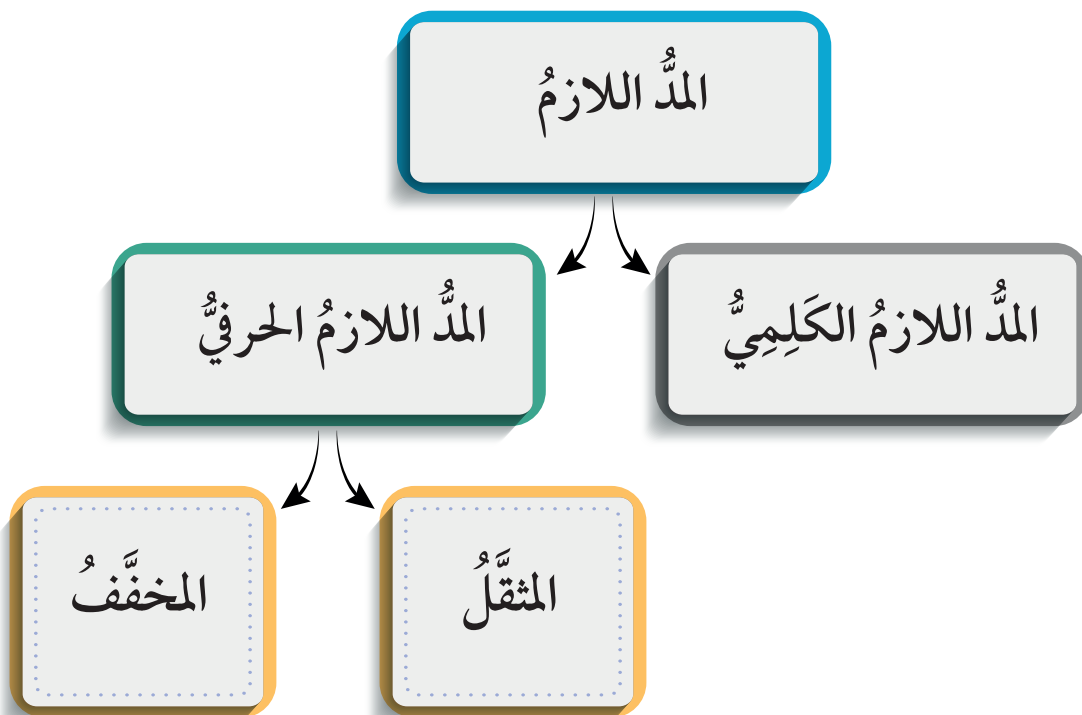 المدُّ اللازمُ
المدُّ اللازمُ الكَلِمِيُّ
المدُّ اللازمُ الحرفيُّ
المثقَّلُ
المخفَّفُ